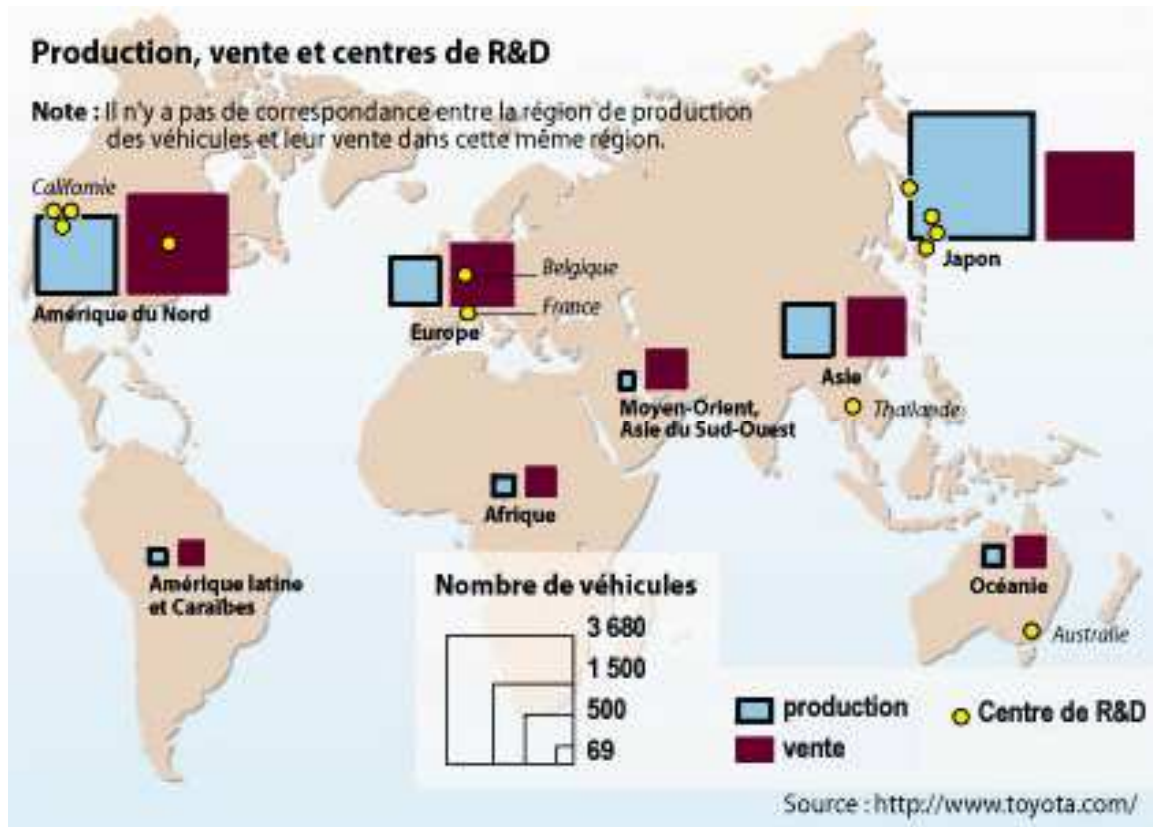 Production, vente et centres de R&D
Note : Il n'y a pas de correspondance entre la région de production
des véhicules et leur vente dans cette même région.
Californie
Amérique du Nord
Belgique
France
Europe
Japon
Asie
Thaïlande
Moyen-Orient,
Asie du Sud-Ouest
Afrique
Amérique latine
et Caraïbes
Océanie
Australie
Nombre de véhicules
3 680
1 500
500
69
production
vente
Centre de R&D
Source : http://www.toyota.com/